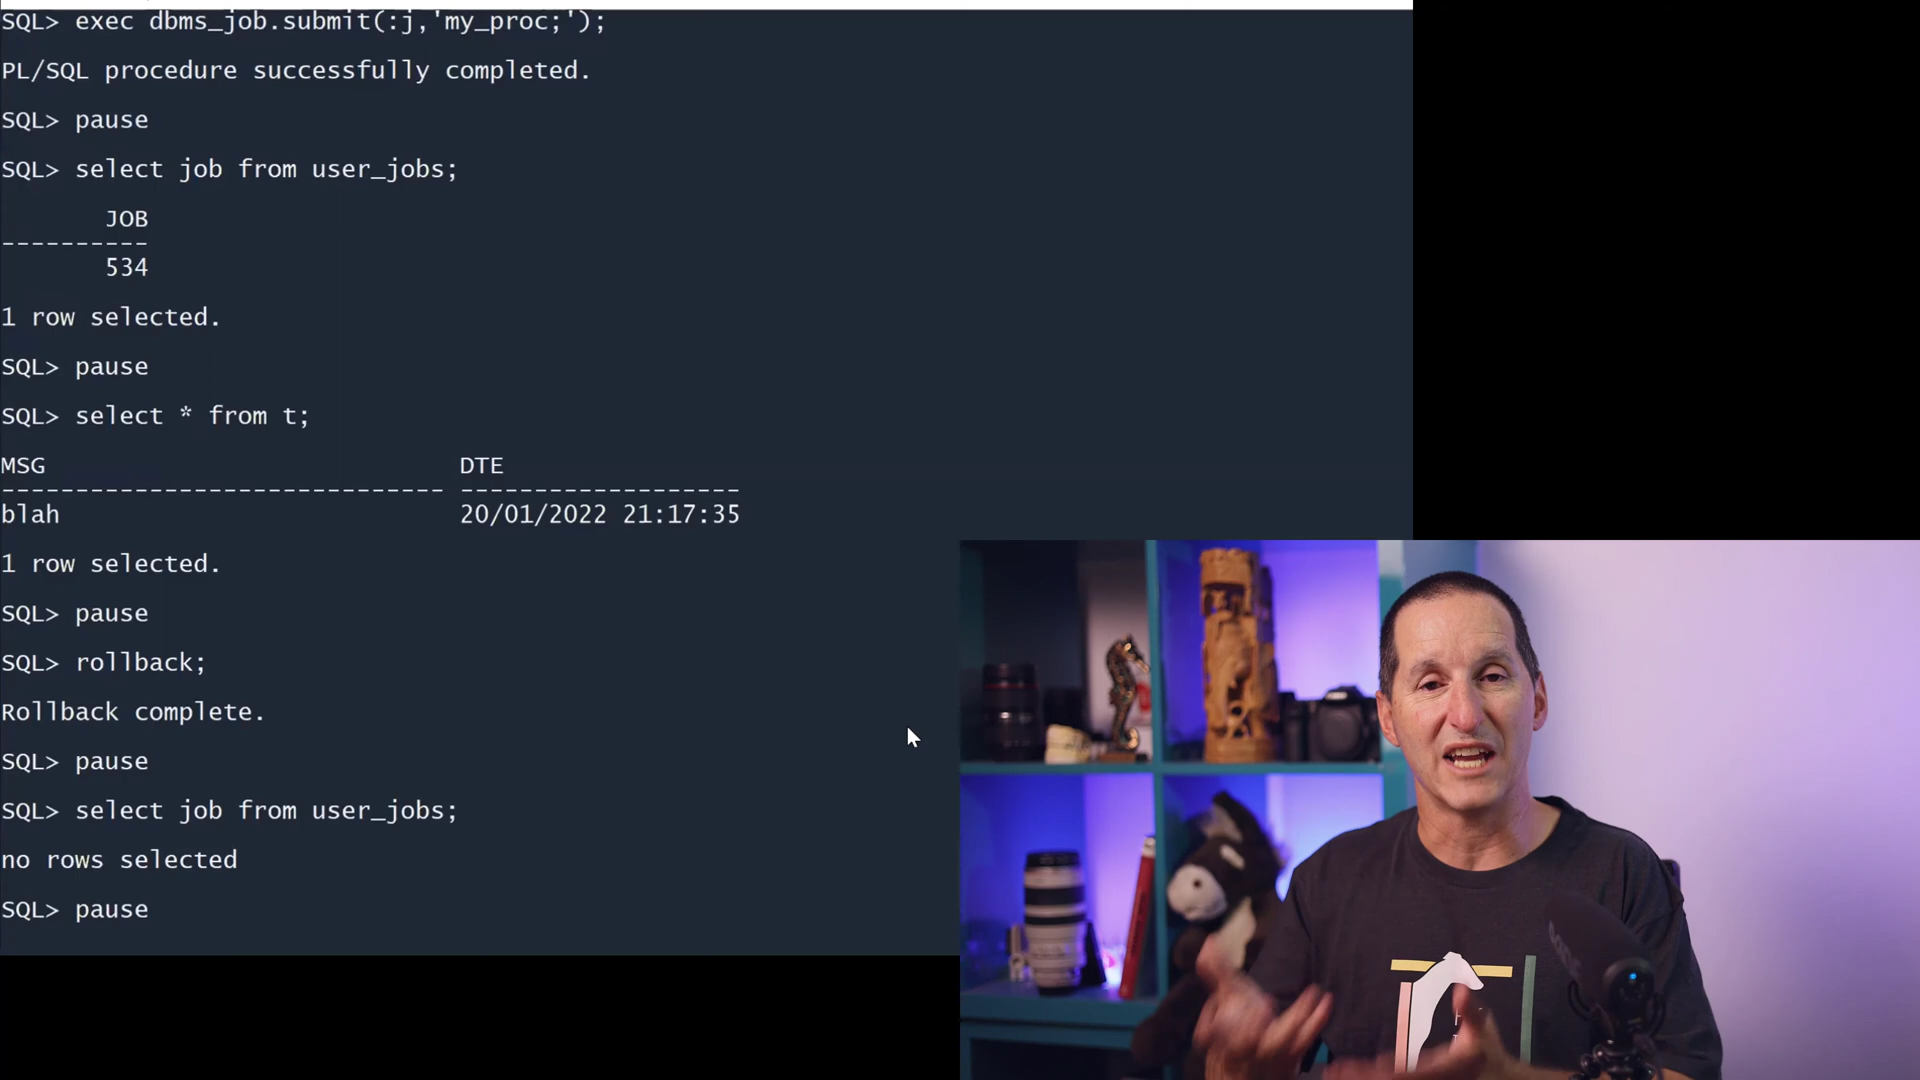 SQL> exec dbms_job.submit(:j,'my_proc;');
PL/SQL procedure successfully completed.
SQL> pause
SQL> select job from user_jobs;
JOB
----------
534
1 row selected.
SQL> pause
SQL> select * from t;
MSG                            DTE
------------------------------ -------------------
blah                           20/01/2022 21:17:35
1 row selected.
SQL> pause
SQL> rollback;
Rollback complete.
SQL> pause
SQL> select job from user_jobs;
no rows selected
SQL> pause